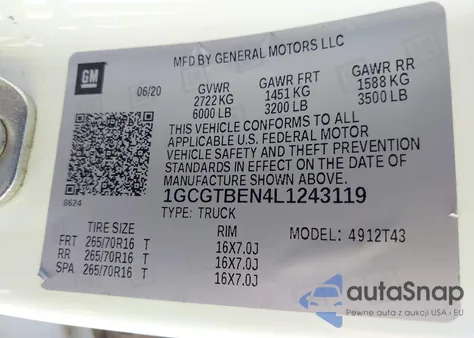 GM
MFD BY GENERAL MOTORS LLC
06/20 GVWR GAWR FRT GAWR RR
2722 KG 1451 KG 1588 KG
6000 LB 3200 LB 3500 LB
THIS VEHICLE CONFORMS TO ALL
APPLICABLE U.S. FEDERAL MOTOR
VEHICLE SAFETY AND THEFT PREVENTION
STANDARDS IN EFFECT ON THE DATE OF
MANUFACTURE SHOWN ABOVE.
8624
1GCGTBEN4L1243119
TYPE: TRUCK
TIRE SIZE RIM MODEL: 4912T43
FRT 265/70R16 T 16X7.0J
RR 265/70R16 T 16X7.0J
SPA 265/70R16 T 16X7.0J
autoSnap
Pewne auta z aukcji USA i EU